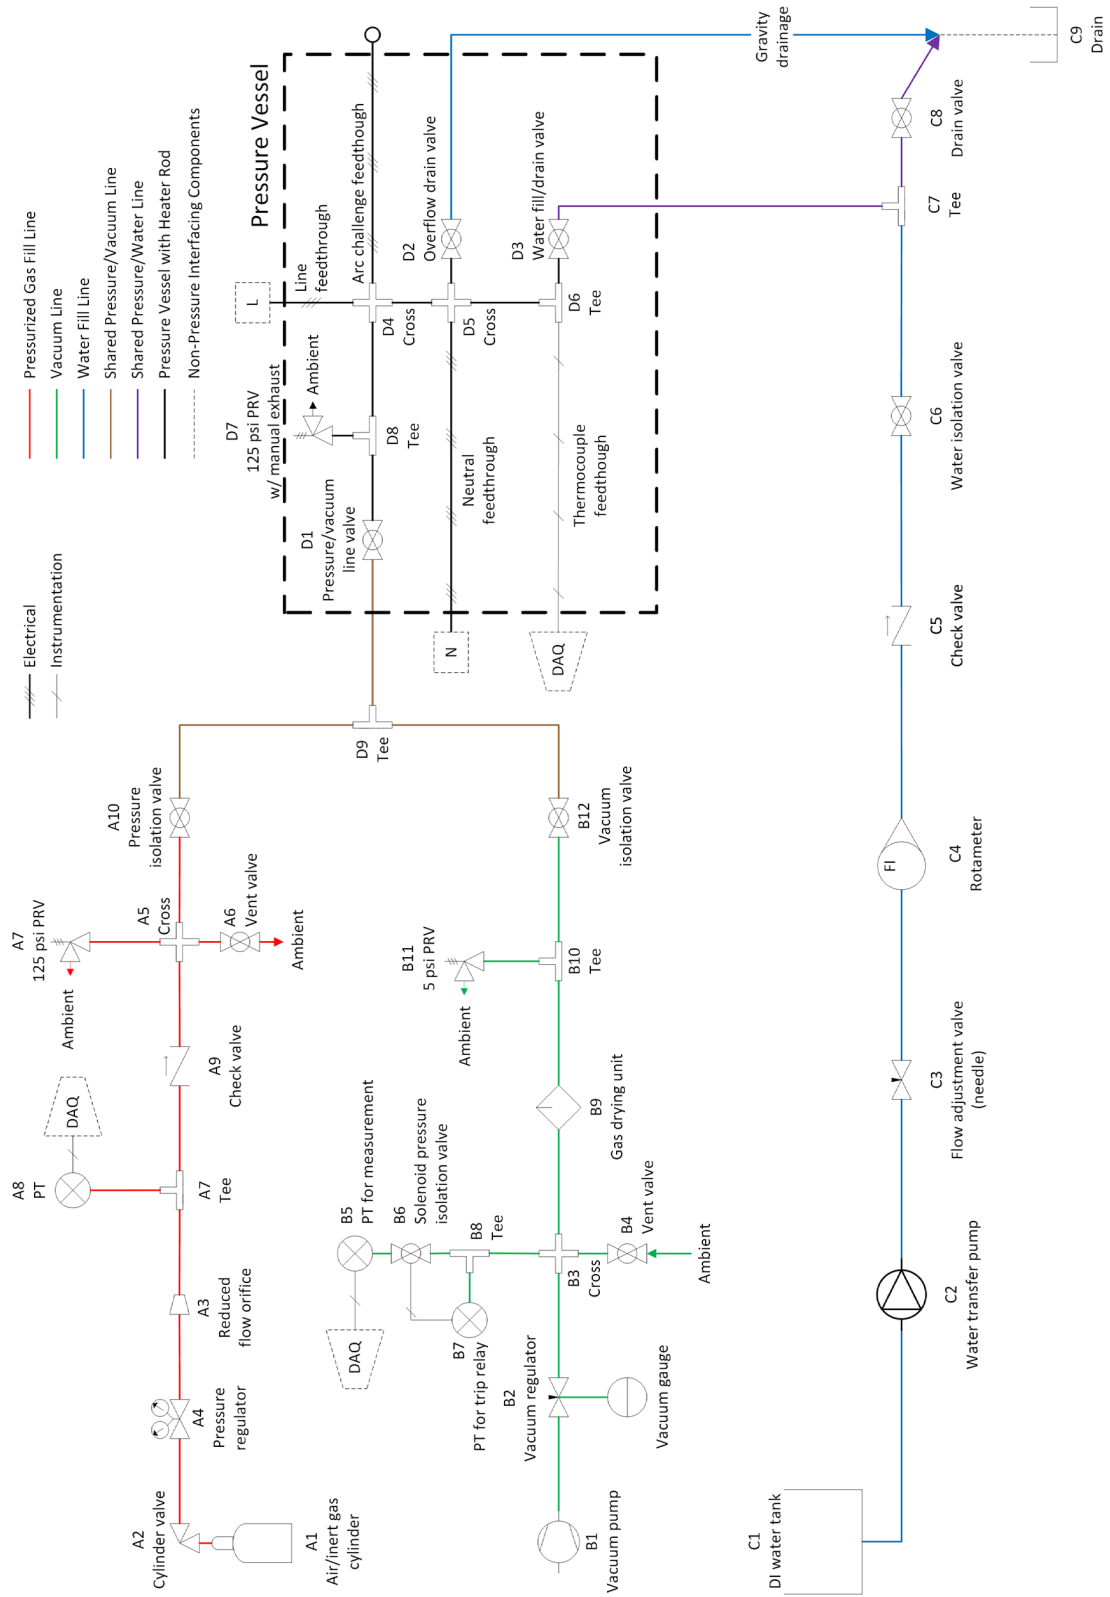 Electrical
Instrumentation
Pressurized Gas Fill Line
Vacuum Line
Water Fill Line
Shared Pressure/Vacuum Line
Shared Pressure/Water Line
Pressure Vessel with Heater Rod
Non-Pressure Interfacing Components
A1
Air/inert gas
cylinder
A2
Cylinder valve
A4
Pressure
regulator
A3
Reduced
flow orifice
A8
PT
DAQ
A7
Tee
A9
Check valve
A7
125 psi PRV
Ambient
A5
Cross
A6
Vent valve
Ambient
A10
Pressure
isolation valve
B1
Vacuum pump
B2
Vacuum regulator
Vacuum gauge
DAQ
B5
PT for measurement
B6
Solenoid pressure
isolation valve
B7
PT for trip relay
B8
Tee
B3
Cross
B4
Vent valve
Ambient
B9
Gas drying unit
B11
5 psi PRV
Ambient
B10
Tee
B12
Vacuum
isolation valve
D9
Tee
Pressure Vessel
D1
Pressure/vacuum
line valve
D7
125 psi PRV
w/ manual exhaust
Ambient
D8
Tee
L
Line
feedthrough
D4
Cross
Arc challenge feedthough
N
Neutral
feedthrough
D5
Cross
D2
Overflow drain valve
DAQ
Thermocouple
feedthough
D6
Tee
D3
Water fill/drain valve
Gravity
drainage
C1
DI water tank
C2
Water transfer pump
C3
Flow adjustment valve
(needle)
FI
C4
Rotameter
C5
Check valve
C6
Water isolation valve
C7
Tee
C8
Drain valve
C9
Drain